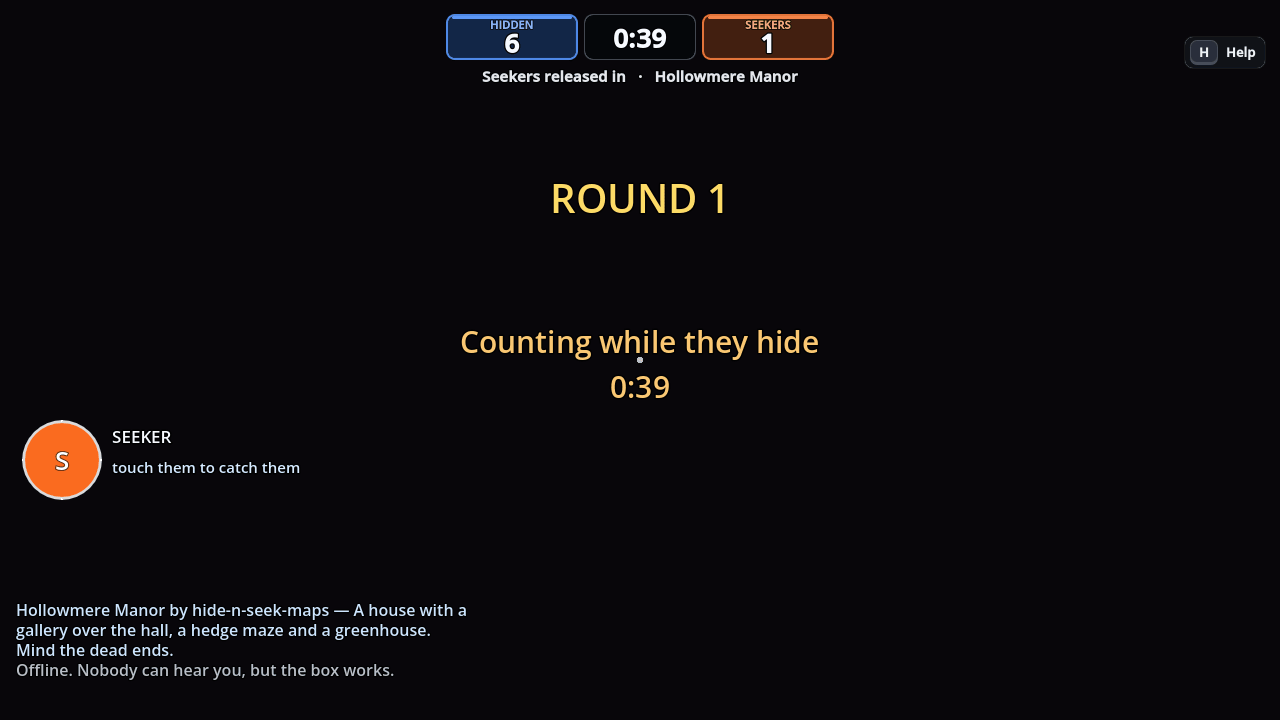 HIDDEN
6
0:39
SEEKERS
1
H Help
Seekers released in · Hollowmere Manor
ROUND 1
Counting while they hide
0:39
S
SEEKER
touch them to catch them
Hollowmere Manor by hide-n-seek-maps — A house with a
gallery over the hall, a hedge maze and a greenhouse.
Mind the dead ends.
Offline. Nobody can hear you, but the box works.